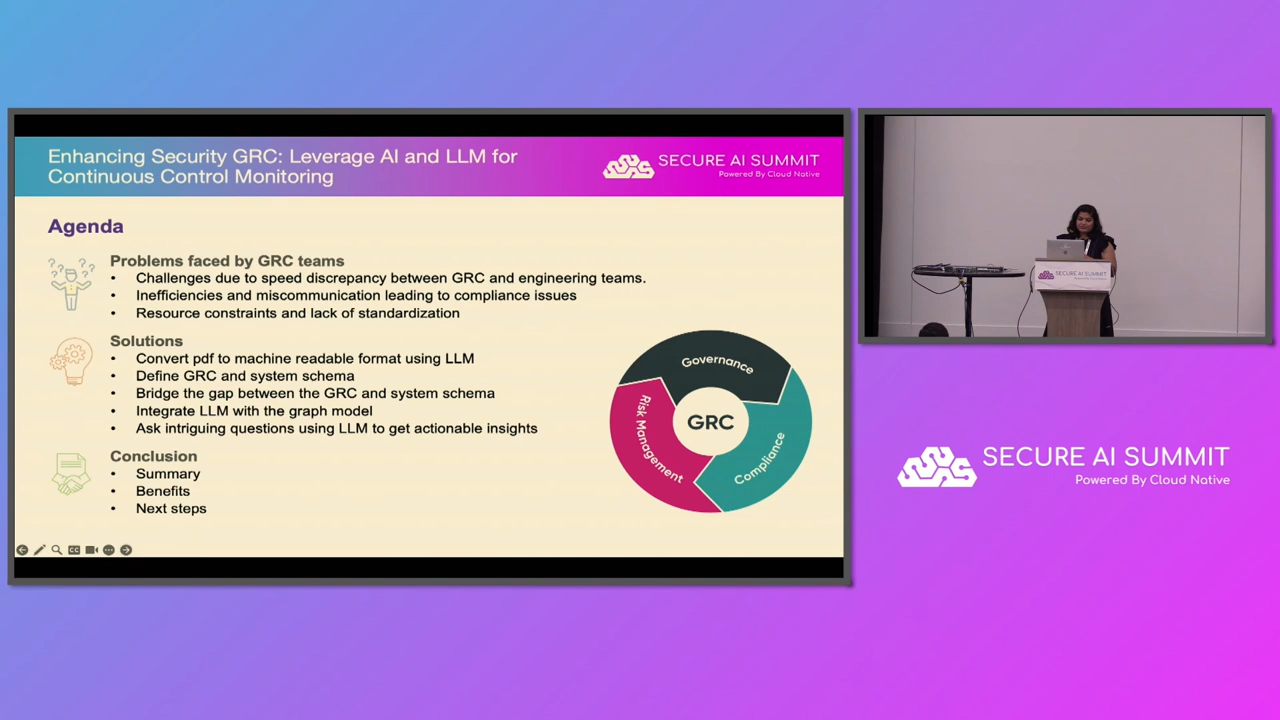 Enhancing Security GRC: Leverage AI and LLM for
Continuous Control Monitoring
SECURE AI SUMMIT
Powered By Cloud Native
Agenda
Problems faced by GRC teams
• Challenges due to speed discrepancy between GRC and engineering teams.
• Inefficiencies and miscommunication leading to compliance issues
• Resource constraints and lack of standardization
Solutions
• Convert pdf to machine readable format using LLM
• Define GRC and system schema
• Bridge the gap between the GRC and system schema
• Integrate LLM with the graph model
• Ask intriguing questions using LLM to get actionable insights
Conclusion
• Summary
• Benefits
• Next steps
Governance
Risk Management
GRC
Compliance
CC
SECURE AI SUMMIT
SECURE AI SUMMIT
Powered By Cloud Native